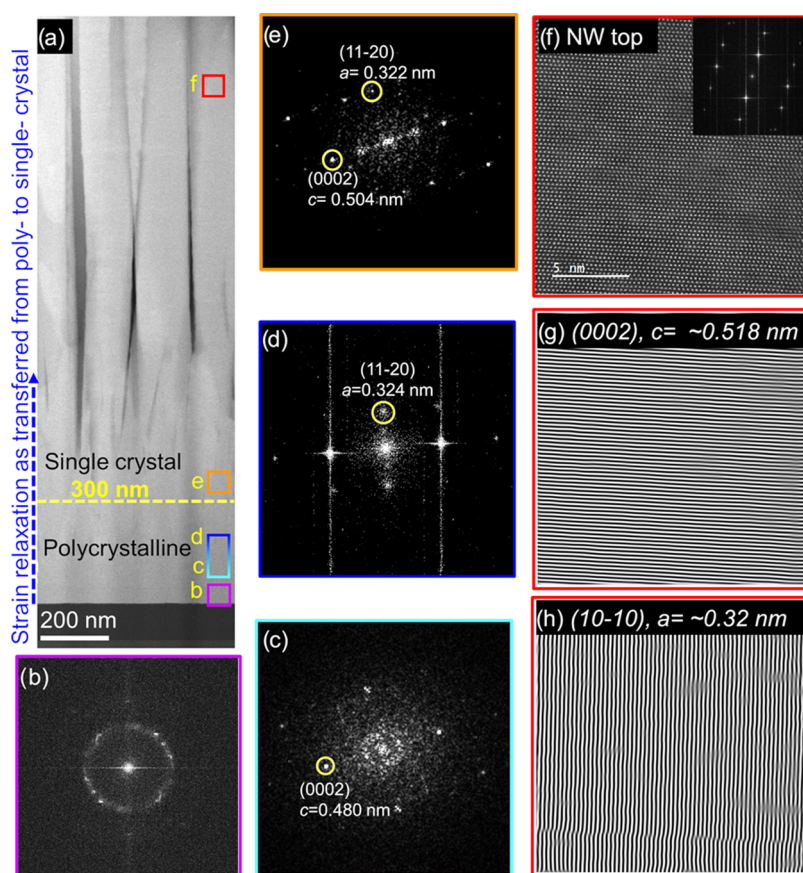 (a)
f
Strain relaxation as transferred from poly- to single- crystal
Single crystal
300 nm
e
Polycrystalline
d
c
b
200 nm
(b)
(e)
(11-20)
a= 0.322 nm
(0002)
c= 0.504 nm
(d)
(11-20)
a=0.324 nm
(c)
(0002)
c=0.480 nm
(f) NW top
5 nm
(g) (0002), c= ~0.518 nm
(h) (10-10), a= ~0.32 nm